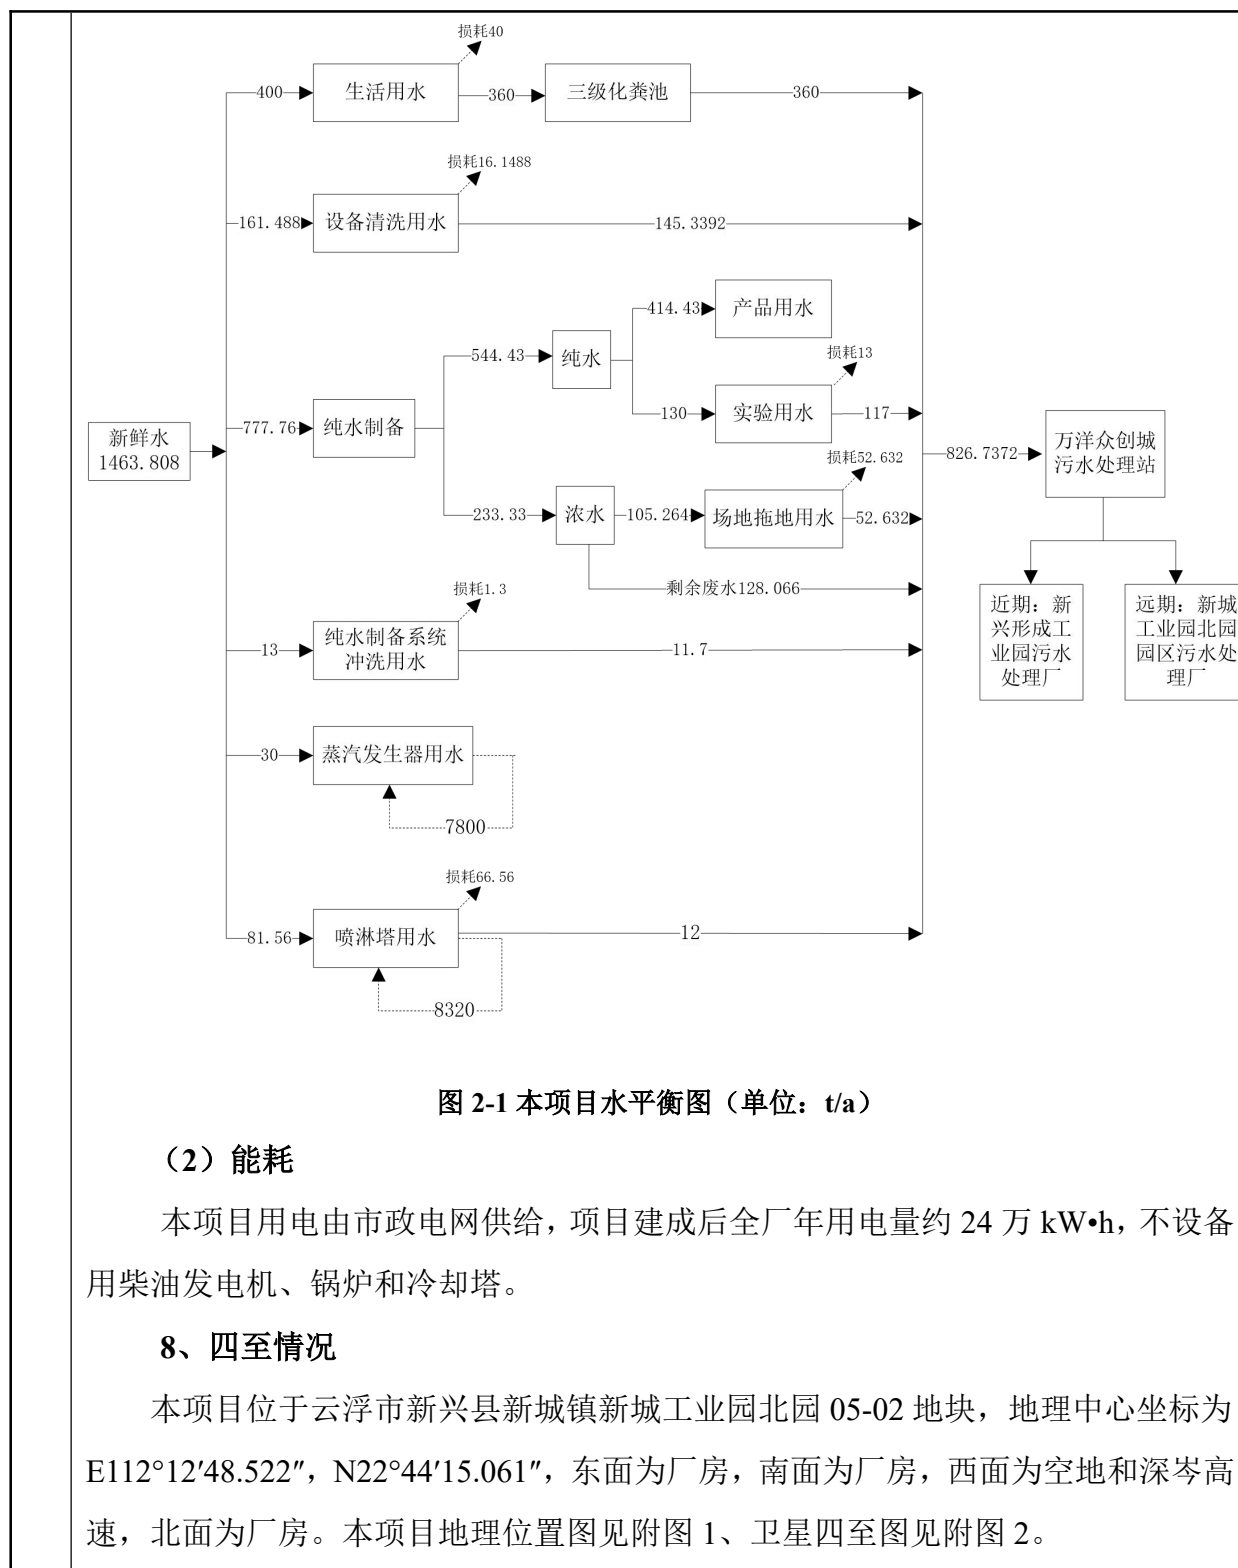 损耗40
400
生活用水
360
三级化粪池
360
损耗16.1488
161.488
设备清洗用水
145.3392
414.43
产品用水
544.43
纯水
损耗13
130
实验用水
117
777.76
纯水制备
新鲜水
1463.808
826.7372
万洋众创城
污水处理站
损耗52.632
233.33
浓水
105.264
场地拖地用水
52.632
剩余废水128.066
损耗1.3
13
纯水制备系统
冲洗用水
11.7
近期：新
兴形成工
业园污水
处理厂
远期：新城
工业园北园
园区污水处
理厂
30
蒸汽发生器用水
7800
损耗66.56
81.56
喷淋塔用水
12
8320
图 2-1 本项目水平衡图（单位：t/a）
（2）能耗
本项目用电由市政电网供给，项目建成后全厂年用电量约 24 万 kW•h，不设备
用柴油发电机、锅炉和冷却塔。
8、四至情况
本项目位于云浮市新兴县新城镇新城工业园北园 05-02 地块，地理中心坐标为
E112°12′48.522″，N22°44′15.061″，东面为厂房，南面为厂房，西面为空地和深岑高
速，北面为厂房。本项目地理位置图见附图 1、卫星四至图见附图 2。